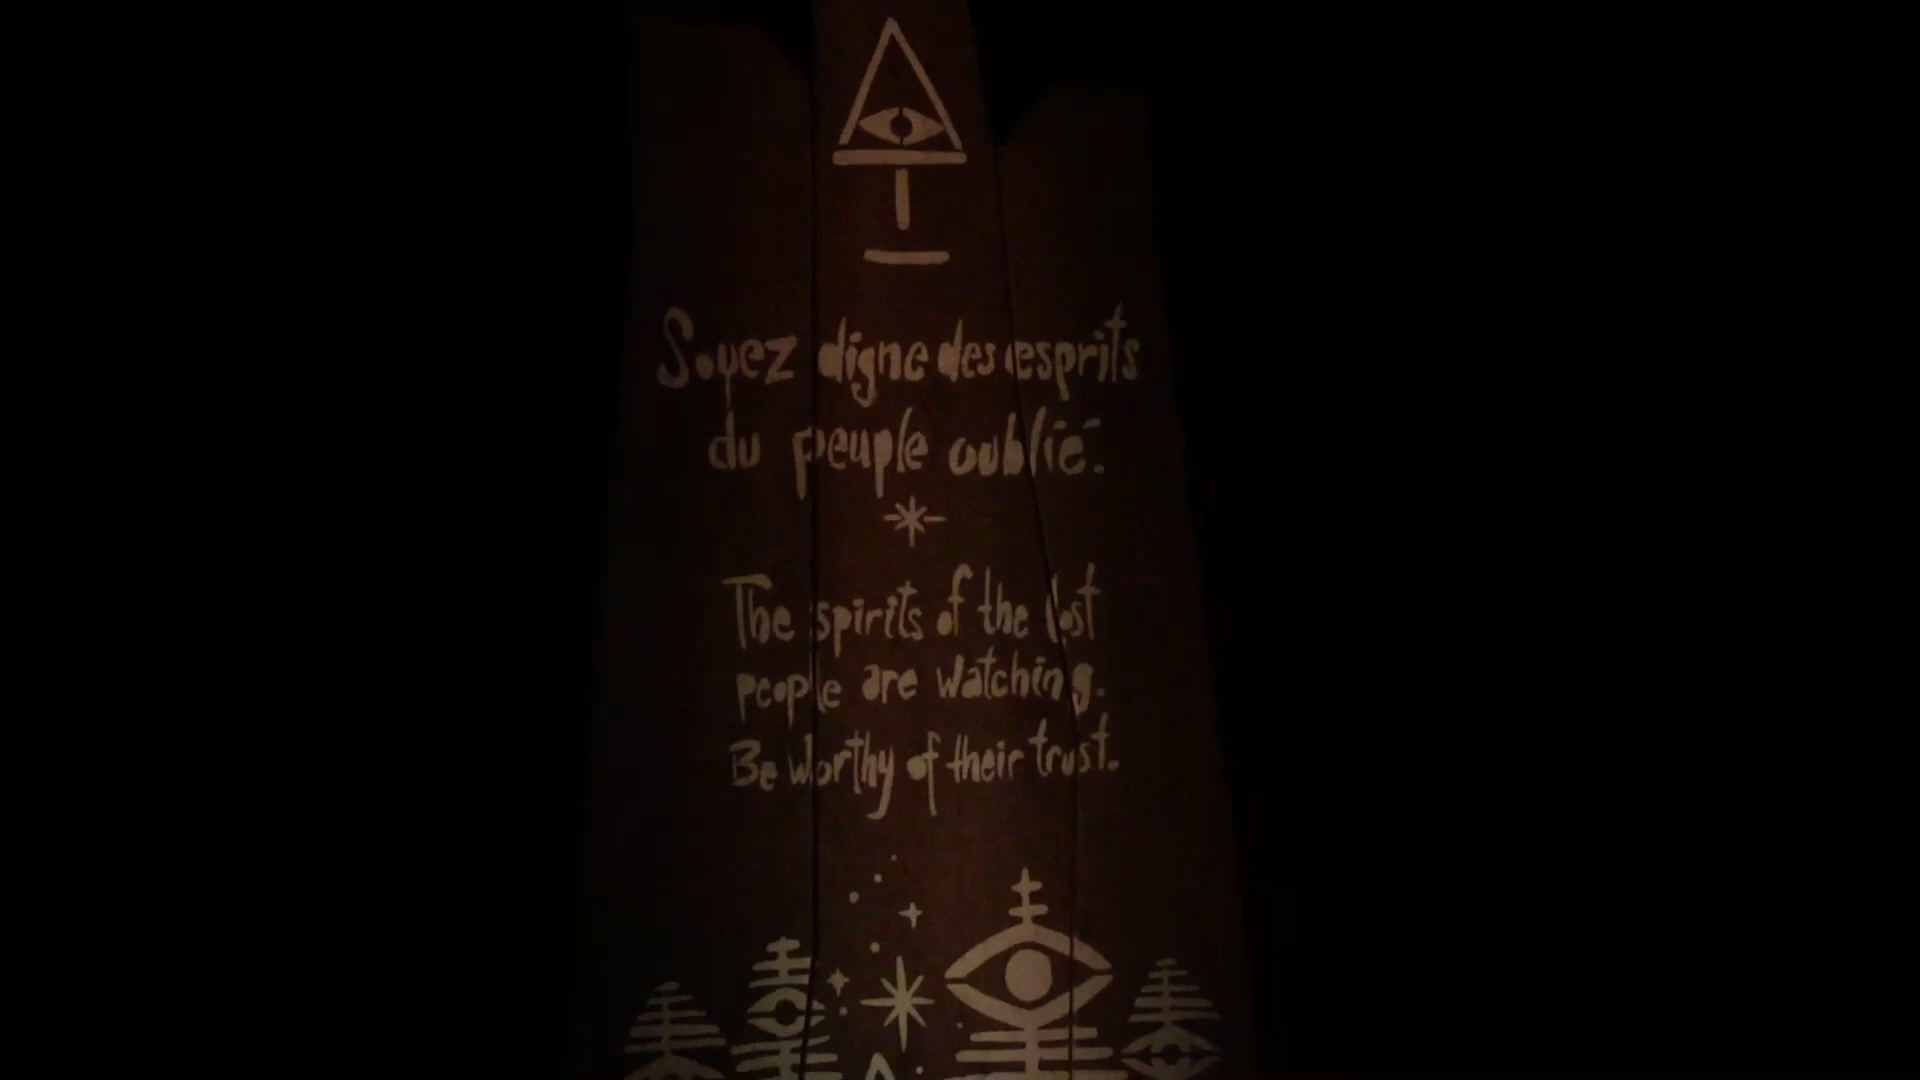 Soyez digne des esprits
du peuple oublié.
The spirits of the lost
people are watching.
Be worthy of their trust.